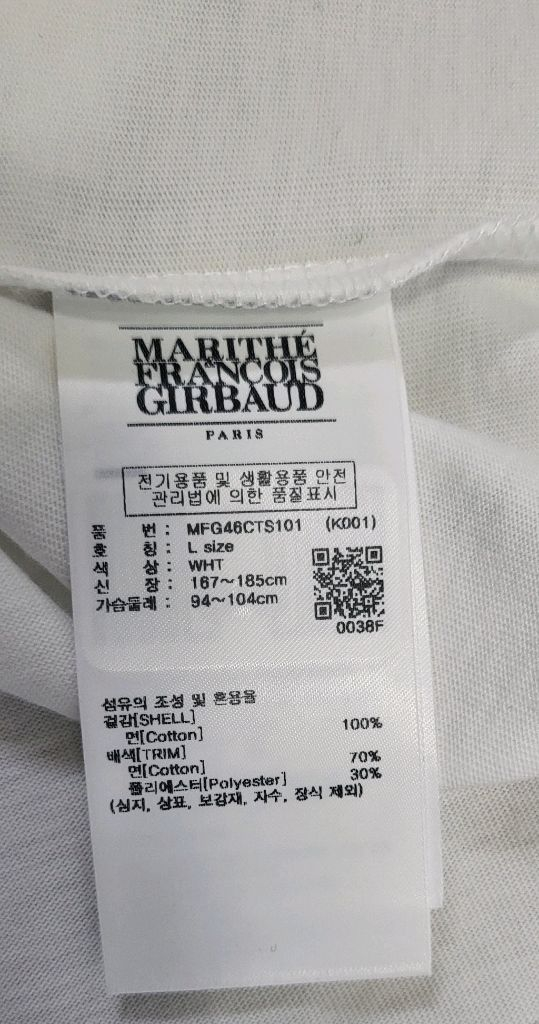 MARITHÉ
FRANCOIS
GIRBAUD
PARIS
전기용품 및 생활용품 안전
관리법에 의한 품질표시
품 번 : MFG46CTS101 (K001)
호 칭 : L size
색 상 : WHT
신 장 : 167~185cm
가슴둘레 : 94~104cm
0038F
섬유의 조성 및 혼용율
겉감[SHELL]
면[Cotton] 100%
배색[TRIM]
면[Cotton] 70%
폴리에스터[Polyester] 30%
(심지, 상표, 보강재, 자수, 장식 제외)